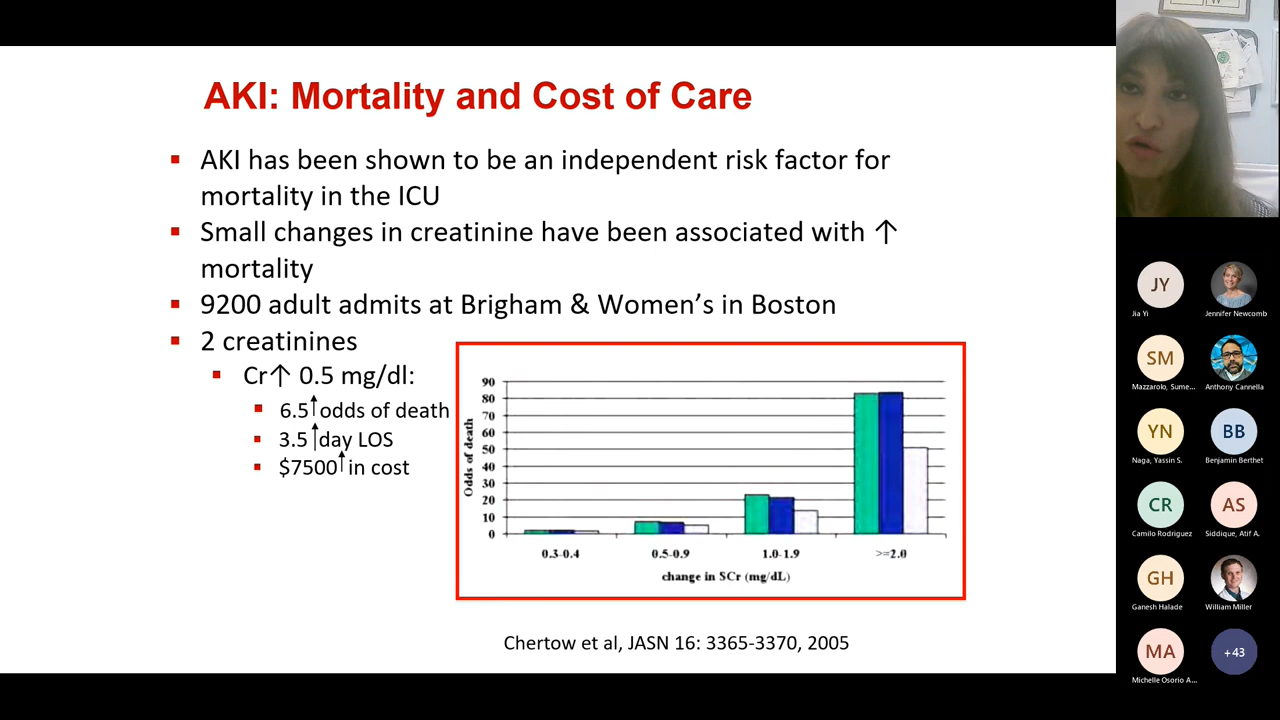 AKI: Mortality and Cost of Care
▪ AKI has been shown to be an independent risk factor for
mortality in the ICU
▪ Small changes in creatinine have been associated with ↑
mortality
▪ 9200 adult admits at Brigham & Women’s in Boston
▪ 2 creatinines
▪ Cr↑ 0.5 mg/dl:
▪ 6.5↑odds of death
▪ 3.5↑day LOS
▪ $7500↑in cost
Odds of death
90
80
70
60
50
40
30
20
10
0
0.3-0.4 0.5-0.9 1.0-1.9 >=2.0
change in SCr (mg/dL)
Chertow et al, JASN 16: 3365-3370, 2005
JY
Jia Yi
Jennifer Newcomb
SM
Mazzarolo, Sume...
Anthony Cannella
YN
Naga, Yassin S.
BB
Benjamin Berthet
CR
Camilo Rodriguez
AS
Siddique, Atif A.
GH
Ganesh Halade
William Miller
MA
Michelle Osorio A...
+43